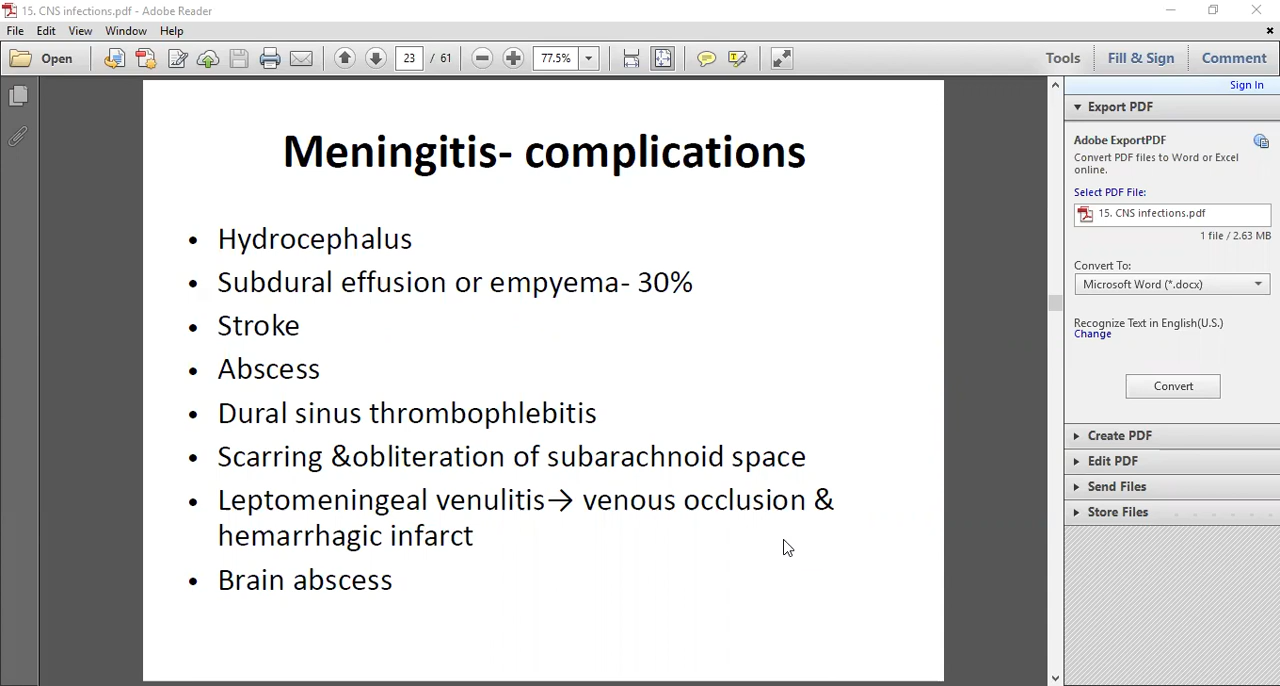 15. CNS infections.pdf - Adobe Reader
File Edit View Window Help
Open 23 / 61 77.5% Tools Fill & Sign Comment
Sign In
Export PDF
Adobe ExportPDF
Convert PDF files to Word or Excel
online.
Select PDF File:
15. CNS infections.pdf
1 file / 2.63 MB
Convert To:
Microsoft Word (*.docx)
Recognize Text in English(U.S.)
Change
Convert
Create PDF
Edit PDF
Send Files
Store Files
Meningitis- complications
• Hydrocephalus
• Subdural effusion or empyema- 30%
• Stroke
• Abscess
• Dural sinus thrombophlebitis
• Scarring &obliteration of subarachnoid space
• Leptomeningeal venulitis→ venous occlusion &
hemarrhagic infarct
• Brain abscess